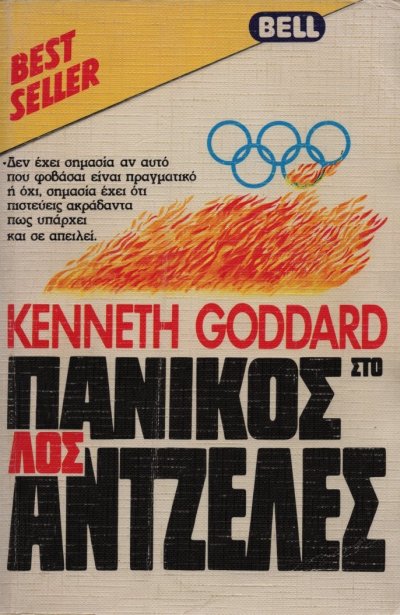 BEST
SELLER
BELL
·Δεν έχει σημασία αν αυτό
που φοβάσαι είναι πραγματικό
ή όχι, σημασία έχει ότι
πιστεύεις ακράδαντα
πως υπάρχει
και σε απειλεί.
KENNETH GODDARD
ΠΑΝΙΚΟΣ ΣΤΟ
ΛΟΣ
ΑΝΤΖΕΛΕΣ